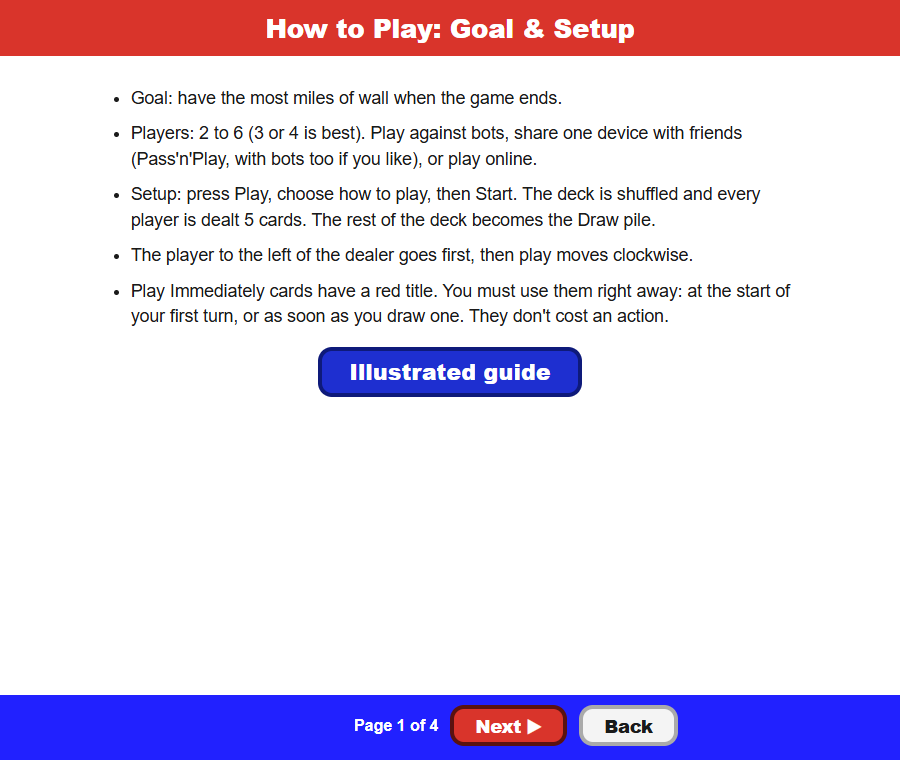 How to Play: Goal & Setup
• Goal: have the most miles of wall when the game ends.
• Players: 2 to 6 (3 or 4 is best). Play against bots, share one device with friends
(Pass'n'Play, with bots too if you like), or play online.
• Setup: press Play, choose how to play, then Start. The deck is shuffled and every
player is dealt 5 cards. The rest of the deck becomes the Draw pile.
• The player to the left of the dealer goes first, then play moves clockwise.
• Play Immediately cards have a red title. You must use them right away: at the start of
your first turn, or as soon as you draw one. They don't cost an action.
Illustrated guide
Page 1 of 4 Next ▶ Back